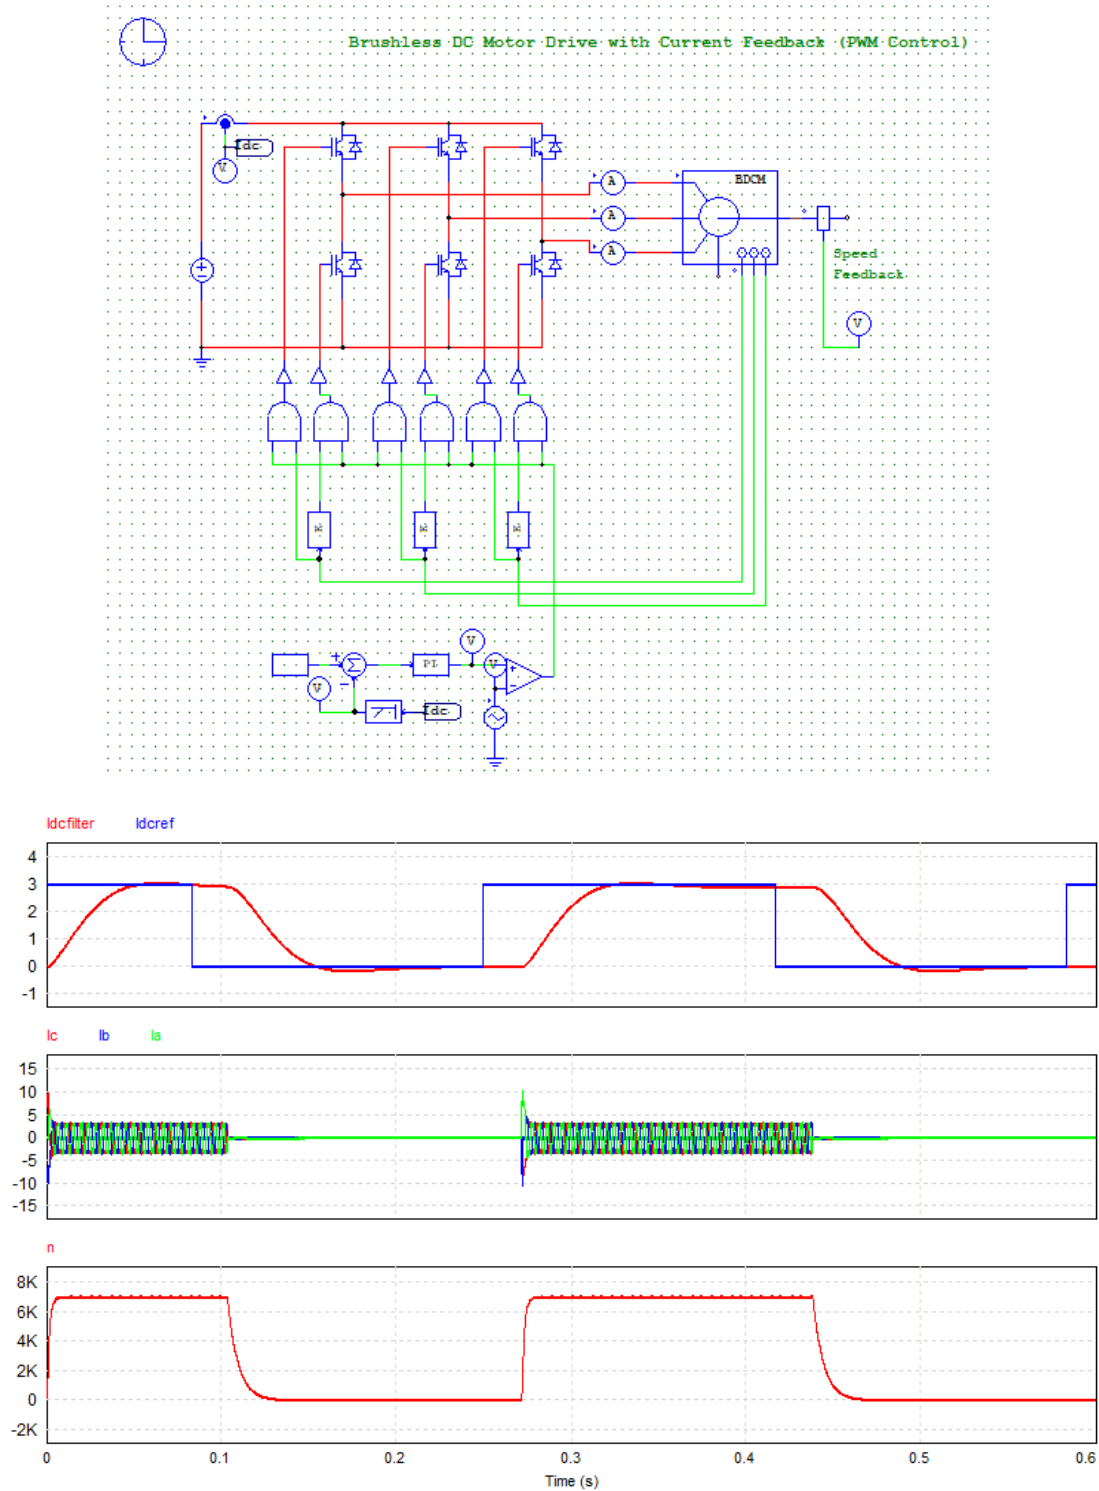 Brushless DC Motor Drive with Current Feedback (PWM Control)
Idc
V
A
BDCM
A
A
Speed
Feedback
V
K
K
K
V
+
Σ
PI
V
+
V
−
−
Idc
Idcfilter Idcref
4
3
2
1
0
-1
Ic Ib Ia
15
10
5
0
-5
-10
-15
n
8K
6K
4K
2K
0
-2K
0 0.1 0.2 0.3 0.4 0.5 0.6
Time (s)